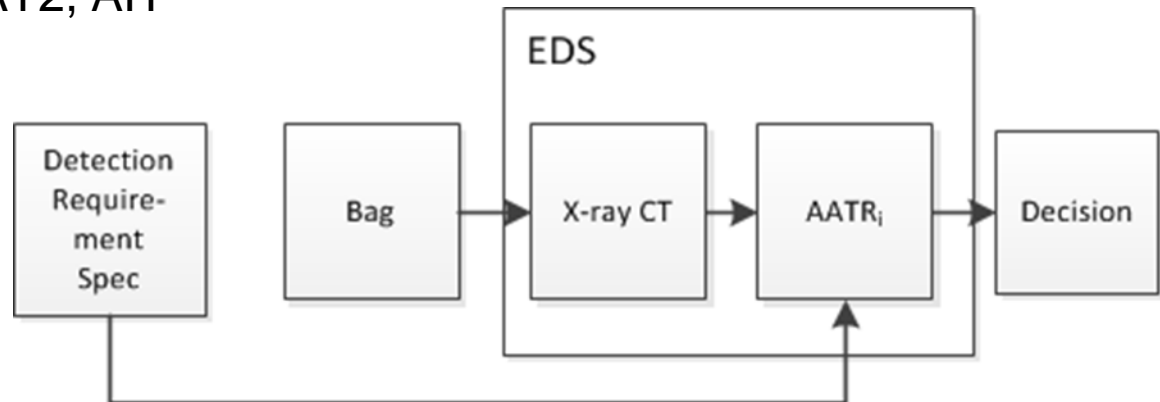 EDS
Detection
Require-
ment
Spec
Bag
X-ray CT
AATRi
Decision